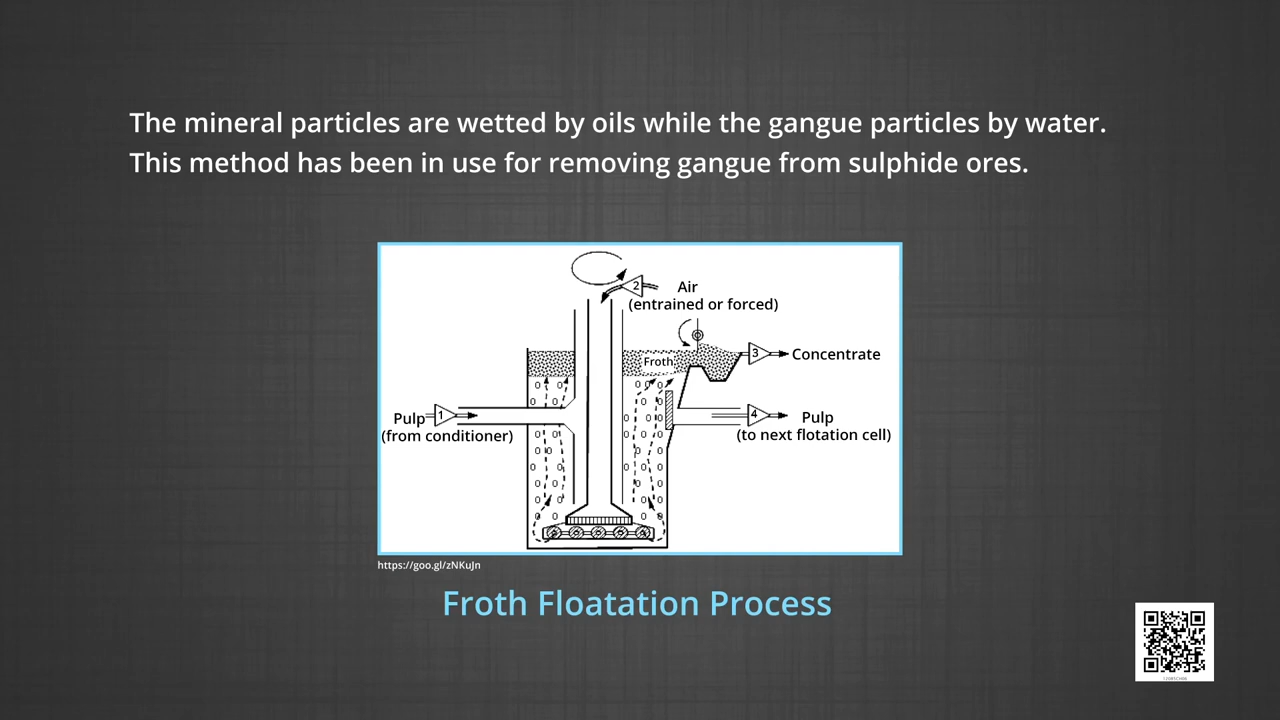 The mineral particles are wetted by oils while the gangue particles by water.
This method has been in use for removing gangue from sulphide ores.
2
Air
(entrained or forced)
Froth
3
Concentrate
Pulp
1
(from conditioner)
4
Pulp
(to next flotation cell)
https://goo.gl/zNKuJn
Froth Floatation Process